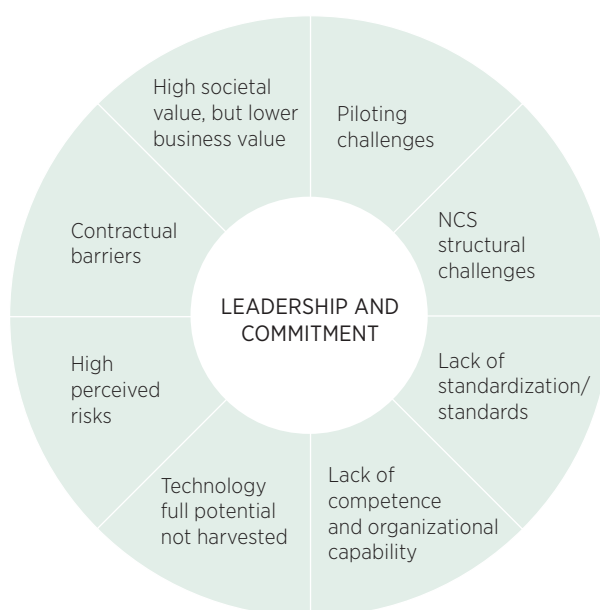 High societal
value, but lower
business value
Piloting
challenges
NCS
structural
challenges
Contractual
barriers
LEADERSHIP AND
COMMITMENT
Lack of
standardization/
standards
High
perceived
risks
Lack of
competence
and organizational
capability
Technology
full potential
not harvested